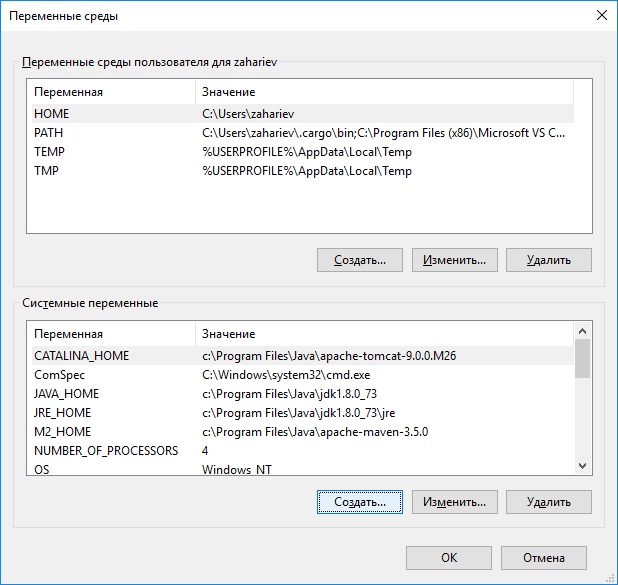 Переменные среды
Переменные среды пользователя для zahariev
Переменная Значение
HOME C:\Users\zahariev
PATH C:\Users\zahariev\.cargo\bin;C:\Program Files (x86)\Microsoft VS C...
TEMP %USERPROFILE%\AppData\Local\Temp
TMP %USERPROFILE%\AppData\Local\Temp
Создать... Изменить... Удалить
Системные переменные
Переменная Значение
CATALINA_HOME c:\Program Files\Java\apache-tomcat-9.0.0.M26
ComSpec C:\Windows\system32\cmd.exe
JAVA_HOME c:\Program Files\Java\jdk1.8.0_73
JRE_HOME c:\Program Files\Java\jdk1.8.0_73\jre
M2_HOME c:\Program Files\Java\apache-maven-3.5.0
NUMBER_OF_PROCESSORS 4
OS Windows_NT
Создать... Изменить... Удалить
ОК Отмена